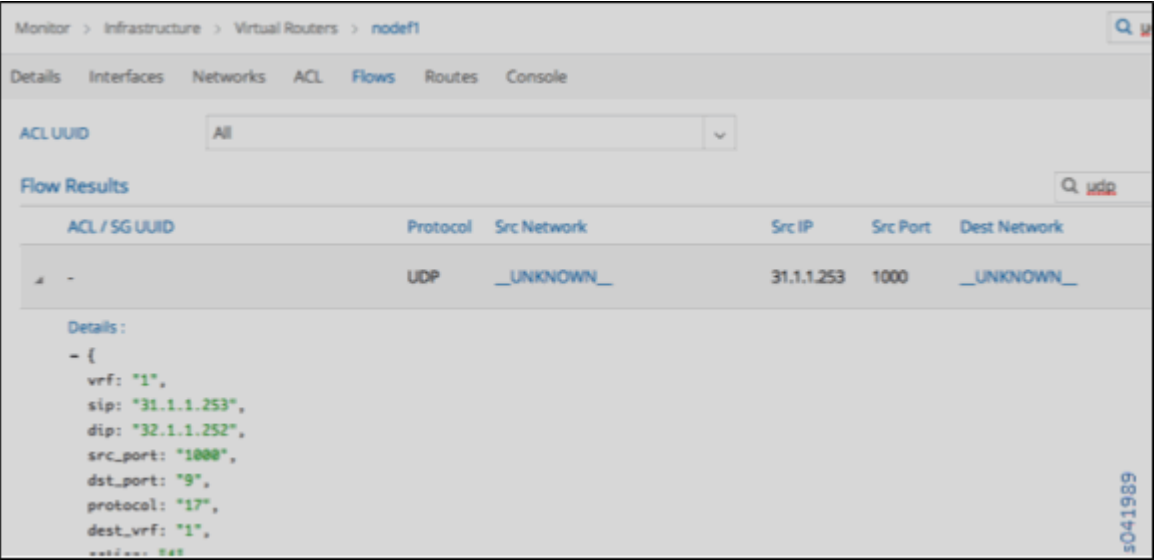 Monitor > Infrastructure > Virtual Routers > nodef1
Details Interfaces Networks ACL Flows Routes Console
ACL UUID All
Flow Results udp
ACL / SG UUID Protocol Src Network Src IP Src Port Dest Network
- UDP __UNKNOWN__ 31.1.1.253 1000 __UNKNOWN__
Details :
- {
vrf: "1",
sip: "31.1.1.253",
dip: "32.1.1.252",
src_port: "1000",
dst_port: "9",
protocol: "17",
dest_vrf: "1",
s041989